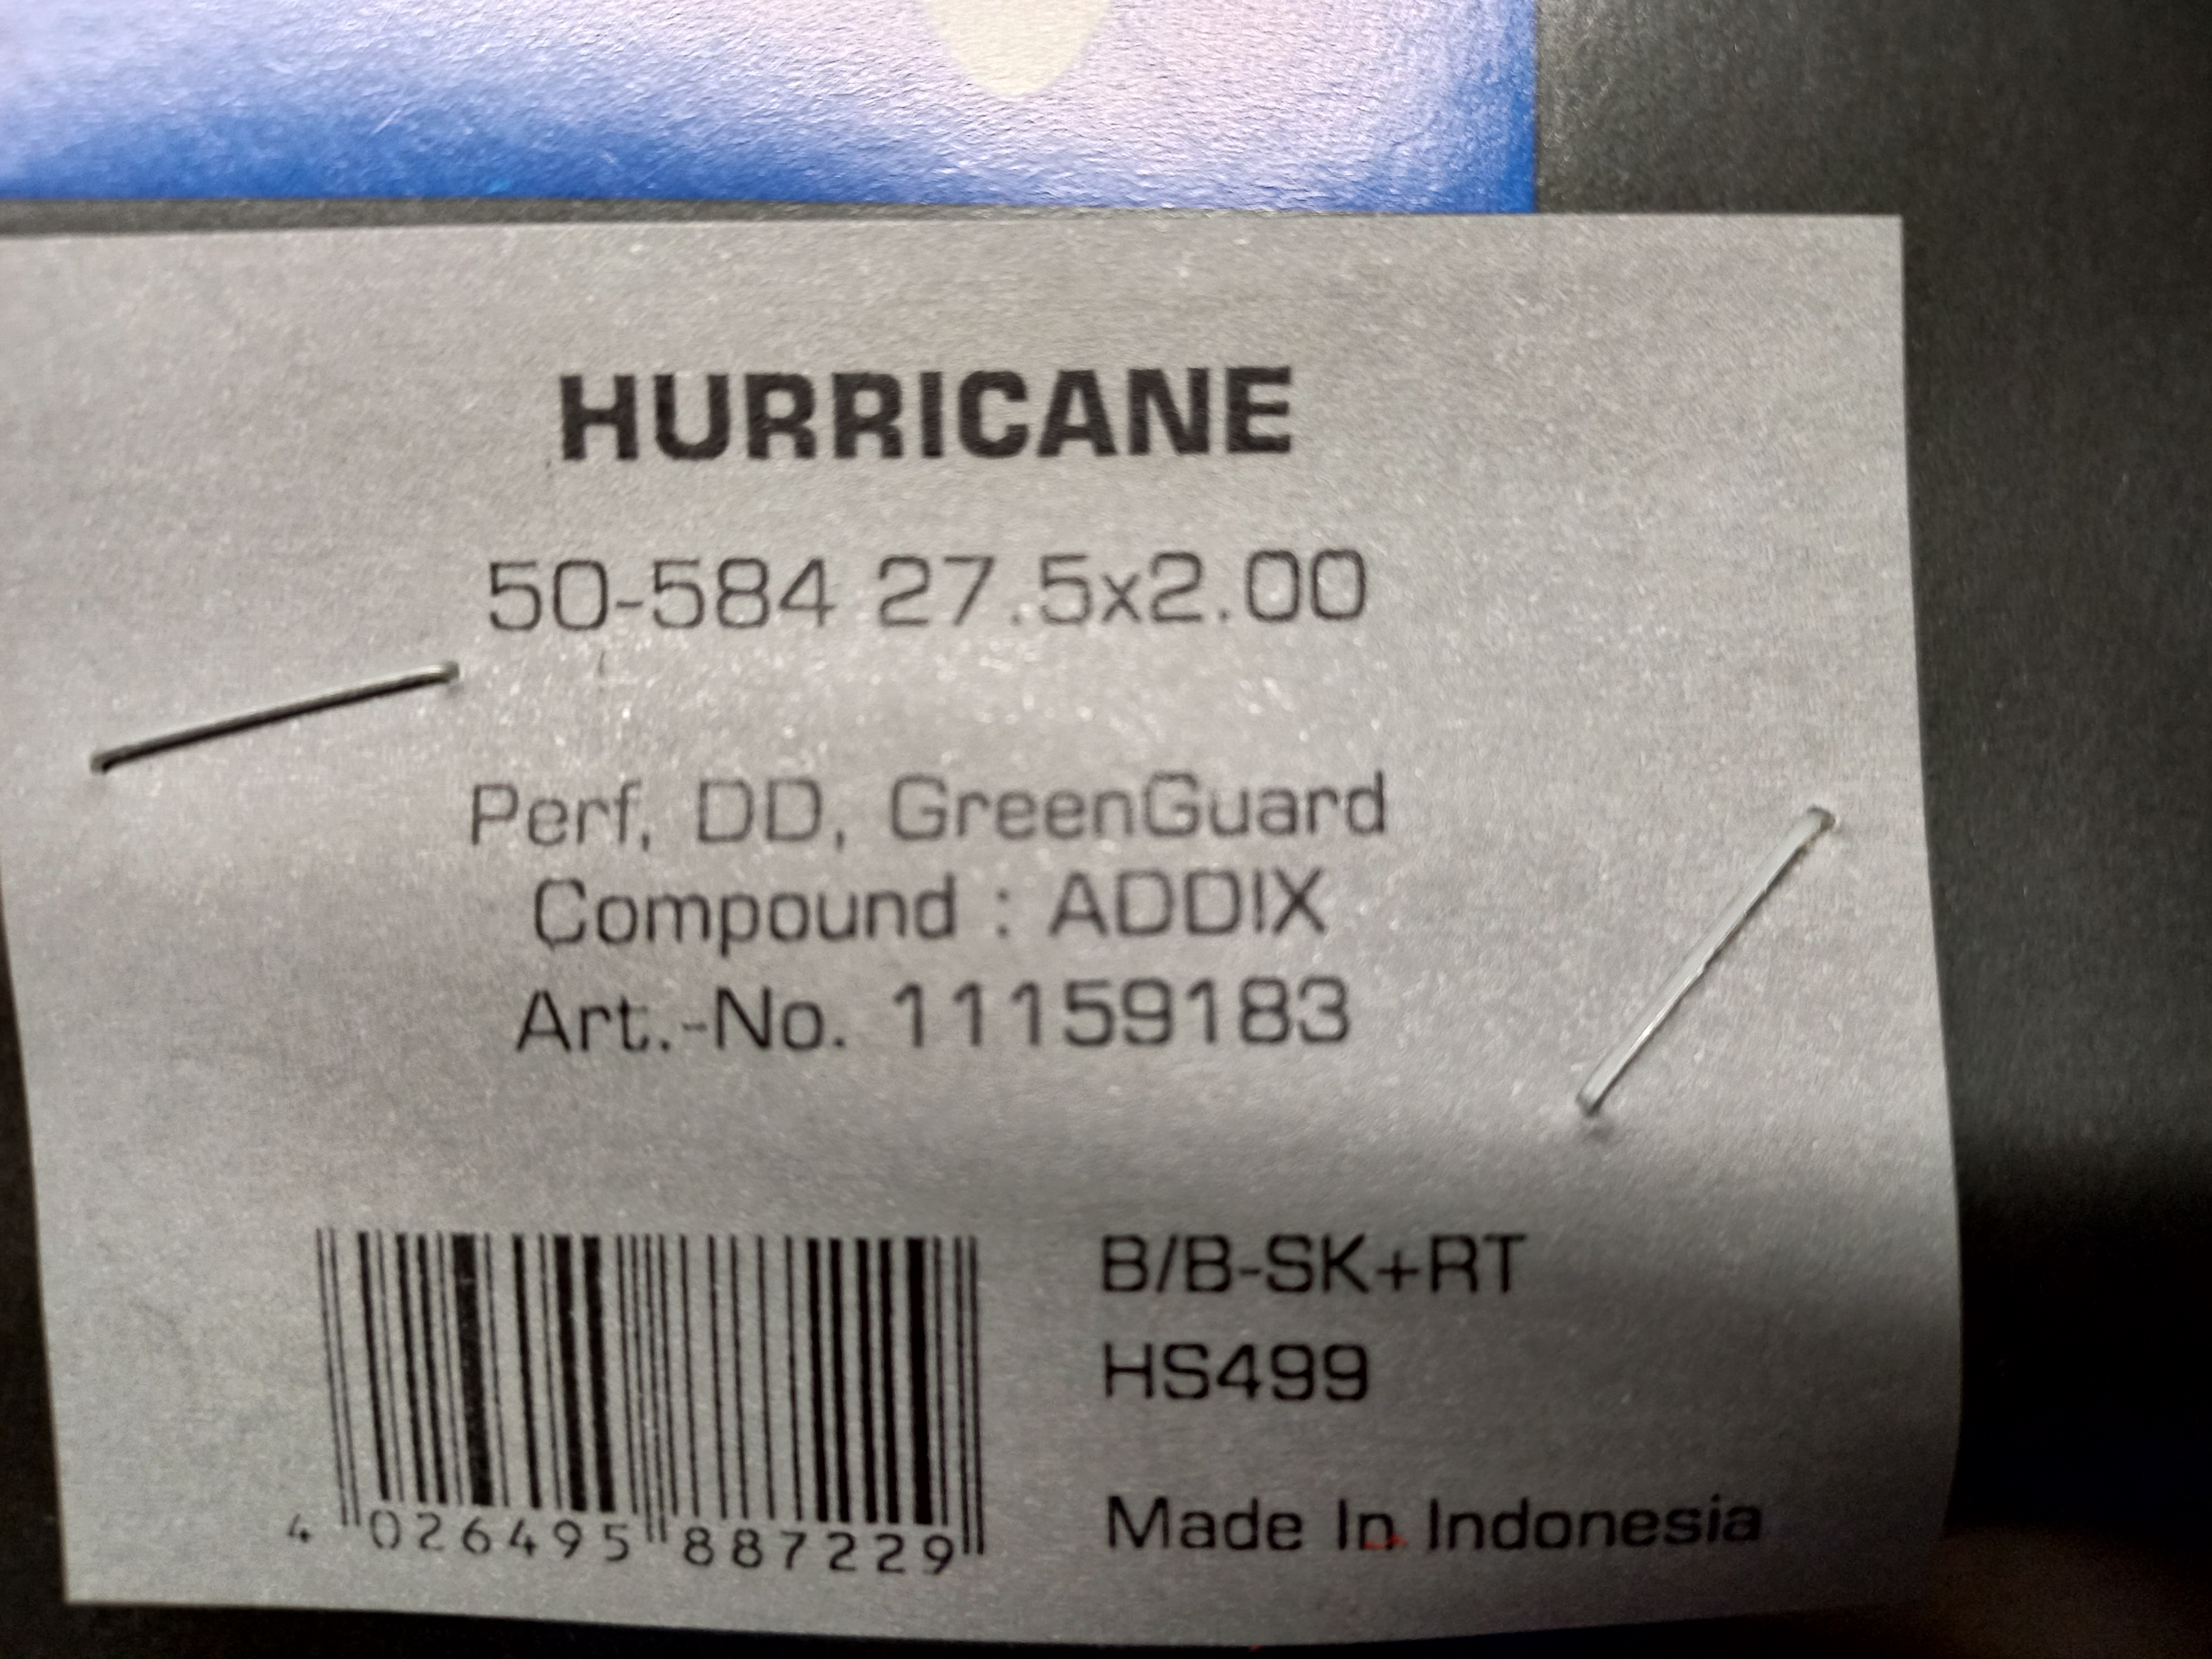 HURRICANE
50-584 27.5x2.00
Perf, DD, GreenGuard
Compound : ADDIX
Art.-No. 11159183
B/B-SK+RT
HS499
4 026495 887229
Made In Indonesia